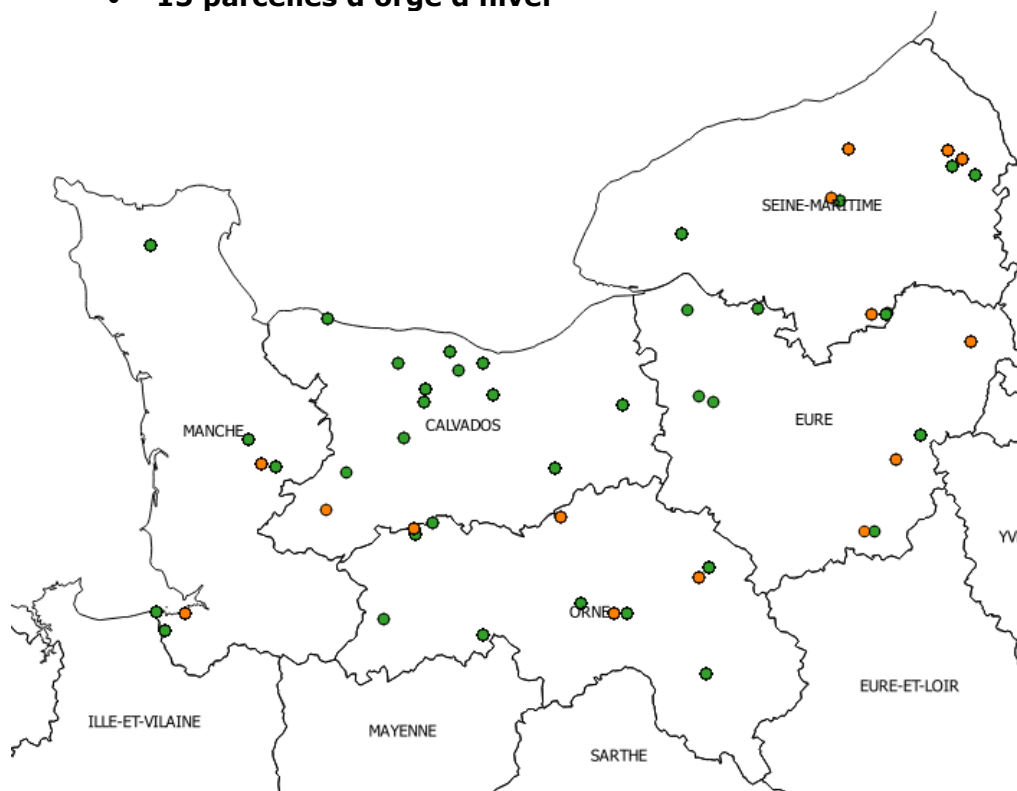 • 15 parcelles d'orge d'hiver
SEINE-MARITIME
MANCHE
CALVADOS
EURE
ORNE
EURE-ET-LOIR
ILLE-ET-VILAINE
MAYENNE
SARTHE